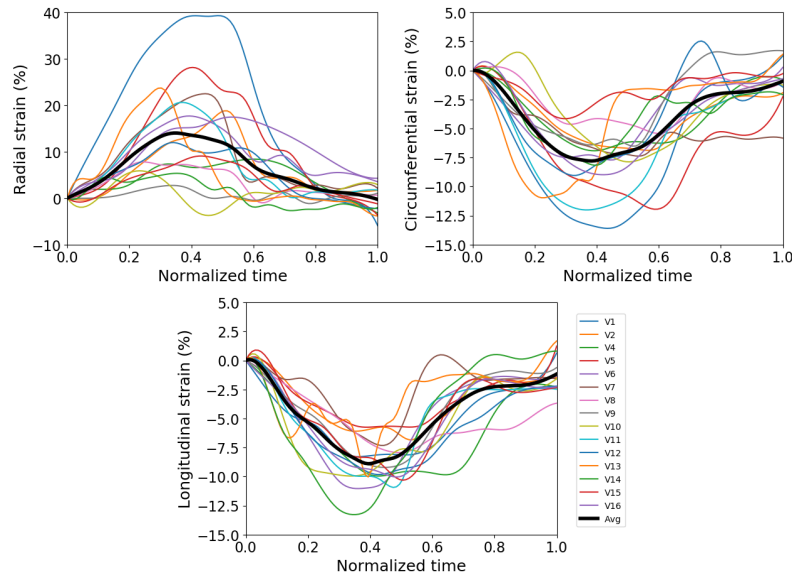 40
30
20
10
0
−10
0.0 0.2 0.4 0.6 0.8 1.0
Normalized time
Radial strain (%)
5.0
2.5
0.0
−2.5
−5.0
−7.5
−10.0
−12.5
−15.0
0.0 0.2 0.4 0.6 0.8 1.0
Normalized time
Circumferential strain (%)
5.0
2.5
0.0
−2.5
−5.0
−7.5
−10.0
−12.5
−15.0
0.0 0.2 0.4 0.6 0.8 1.0
Normalized time
Longitudinal strain (%)
V1
V2
V4
V5
V6
V7
V8
V9
V10
V11
V12
V13
V14
V15
V16
Avg